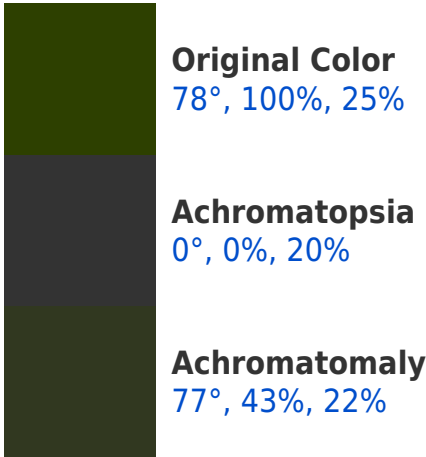 Original Color
78°, 100%, 25%
Achromatopsia
0°, 0%, 20%
Achromatomaly
77°, 43%, 22%